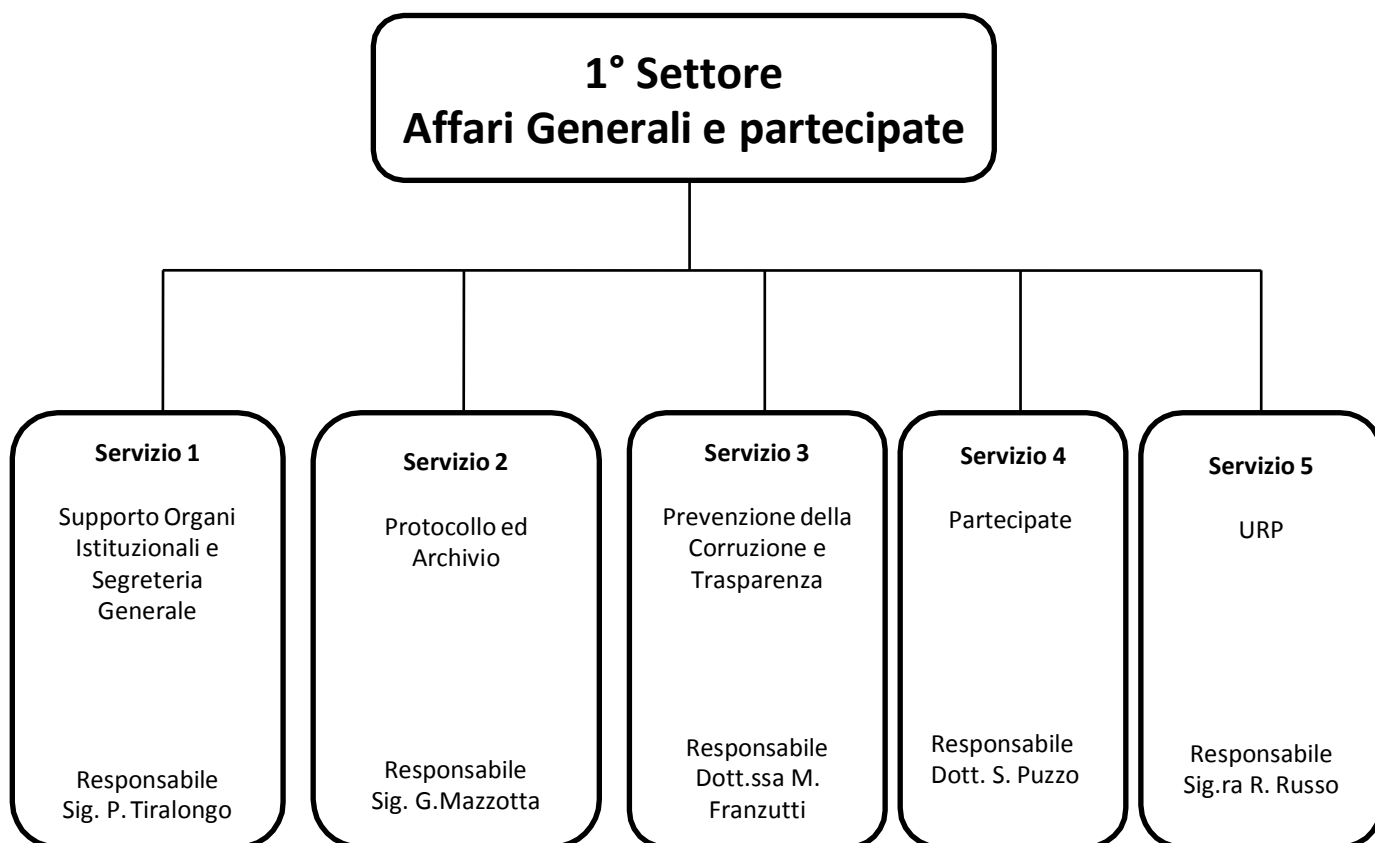 1° Settore
Affari Generali e partecipate
Servizio 1
Supporto Organi
Istituzionali e
Segreteria
Generale
Responsabile
Sig. P. Tiralongo
Servizio 2
Protocollo ed
Archivio
Responsabile
Sig. G.Mazzotta
Servizio 3
Prevenzione della
Corruzione e
Trasparenza
Responsabile
Dott.ssa M.
Franzutti
Servizio 4
Partecipate
Responsabile
Dott. S. Puzzo
Servizio 5
URP
Responsabile
Sig.ra R. Russo